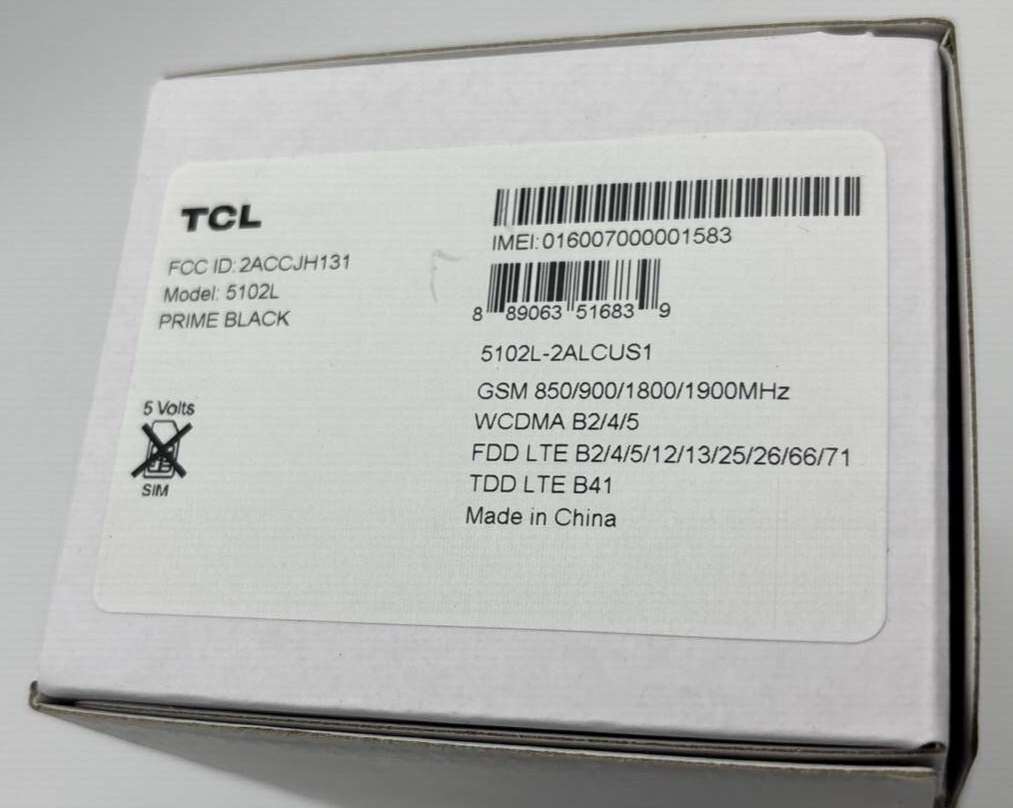 TCL
FCC ID: 2ACCJH131
Model: 5102L
PRIME BLACK
5 Volts
SIM
IMEI: 016007000001583
8 89063 51683 9
5102L-2ALCUS1
GSM 850/900/1800/1900MHz
WCDMA B2/4/5
FDD LTE B2/4/5/12/13/25/26/66/71
TDD LTE B41
Made in China